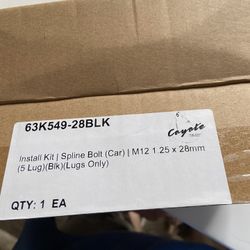 63K549-28BLK
Coyote
Install Kit | Spline Bolt (Car) | M12 1.25 x 28mm
(5 Lug)(Blk)(Lugs Only)
QTY: 1 EA